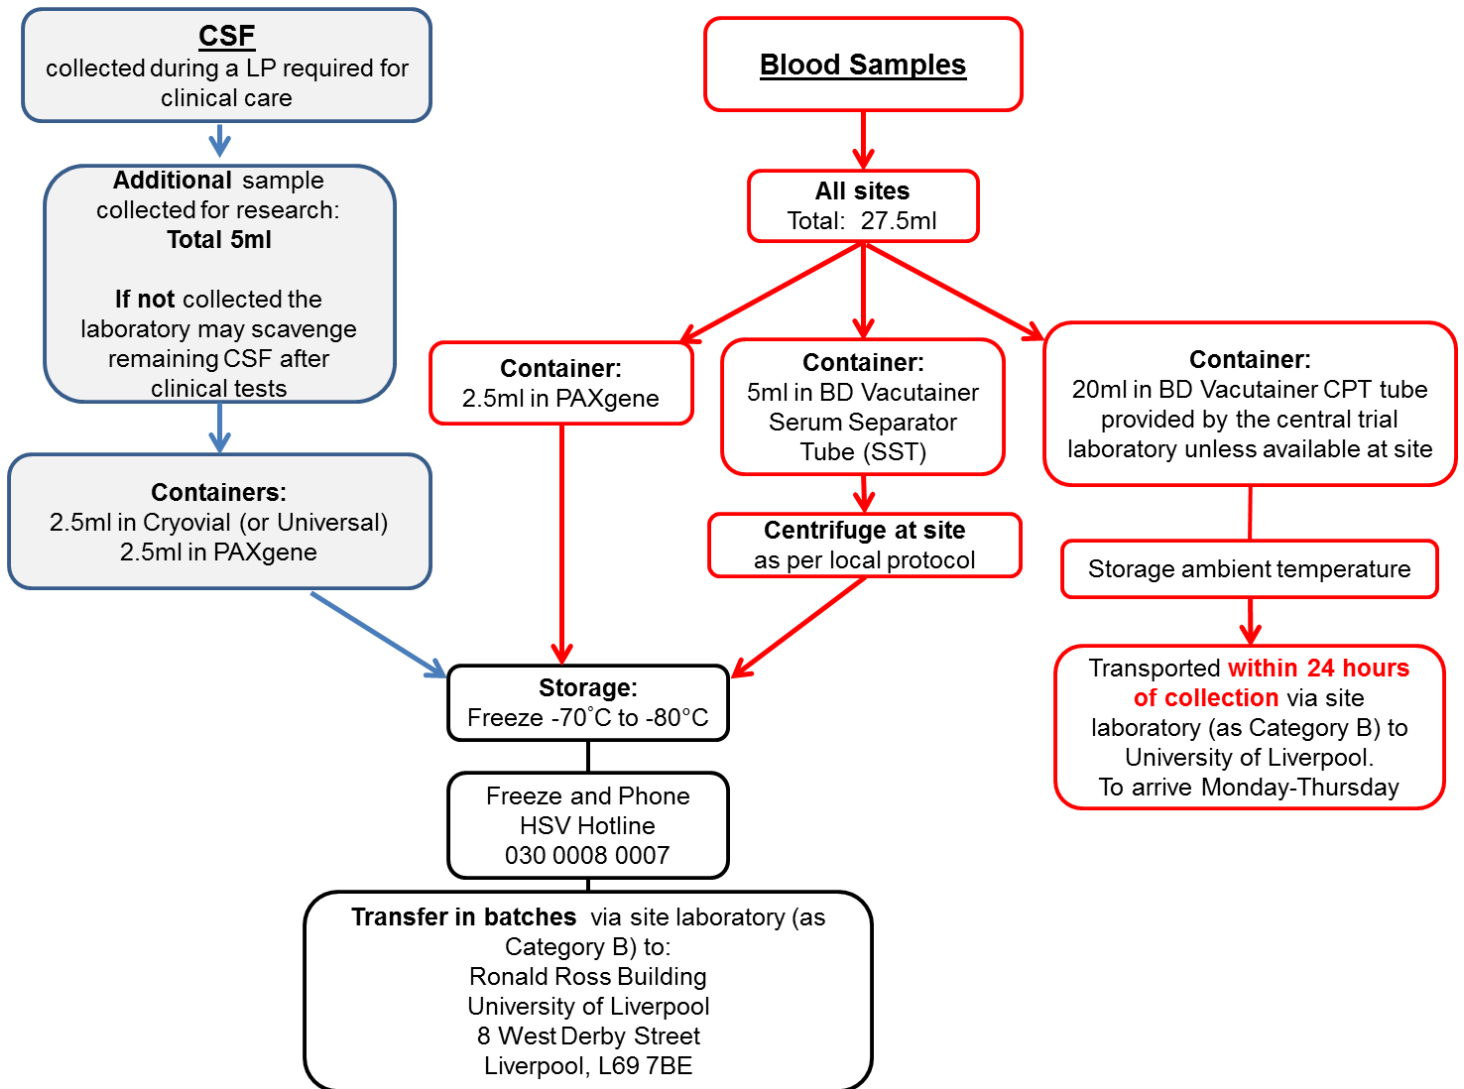 CSF
collected during a LP required for
clinical care
Additional sample
collected for research:
Total 5ml
If not collected the
laboratory may scavenge
remaining CSF after
clinical tests
Containers:
2.5ml in Cryovial (or Universal)
2.5ml in PAXgene
Blood Samples
All sites
Total: 27.5ml
Container:
2.5ml in PAXgene
Container:
5ml in BD Vacutainer
Serum Separator
Tube (SST)
Centrifuge at site
as per local protocol
Container:
20ml in BD Vacutainer CPT tube
provided by the central trial
laboratory unless available at site
Storage ambient temperature
Transported within 24 hours
of collection via site
laboratory (as Category B) to
University of Liverpool.
To arrive Monday-Thursday
Storage:
Freeze -70°C to -80°C
Freeze and Phone
HSV Hotline
030 0008 0007
Transfer in batches via site laboratory (as
Category B) to:
Ronald Ross Building
University of Liverpool
8 West Derby Street
Liverpool, L69 7BE